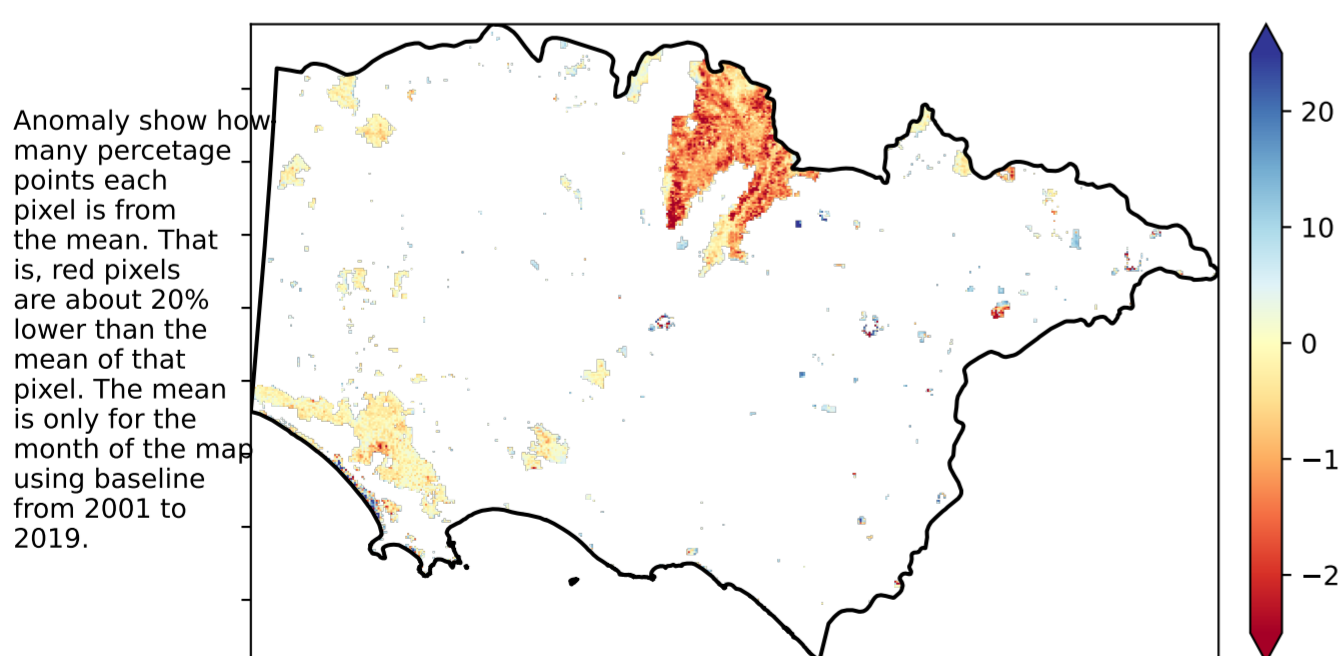 Anomaly show how
many percetage
points each
pixel is from
the mean. That
is, red pixels
are about 20%
lower than the
mean of that
pixel. The mean
is only for the
month of the map
using baseline
from 2001 to
2019.
20
10
0
−1
−2